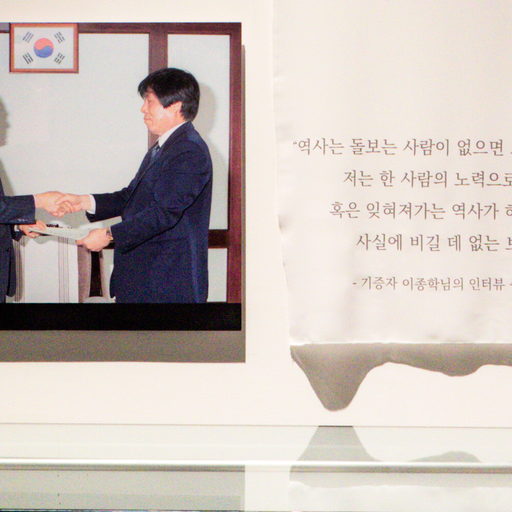 “역사는 돌보는 사람이 없으면
저는 한 사람의 노력으로
혹은 잊혀져가는 역사가
사실에 비길 데 없는
- 기증자 이종학님의 인터뷰